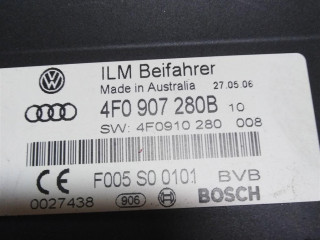 ILM Beifahrer
Made in Australia 27.05.06
4F0 907 280B 10
SW: 4F0910 280 008
CE F005 S0 0101 BVB
0027438 906 BOSCH